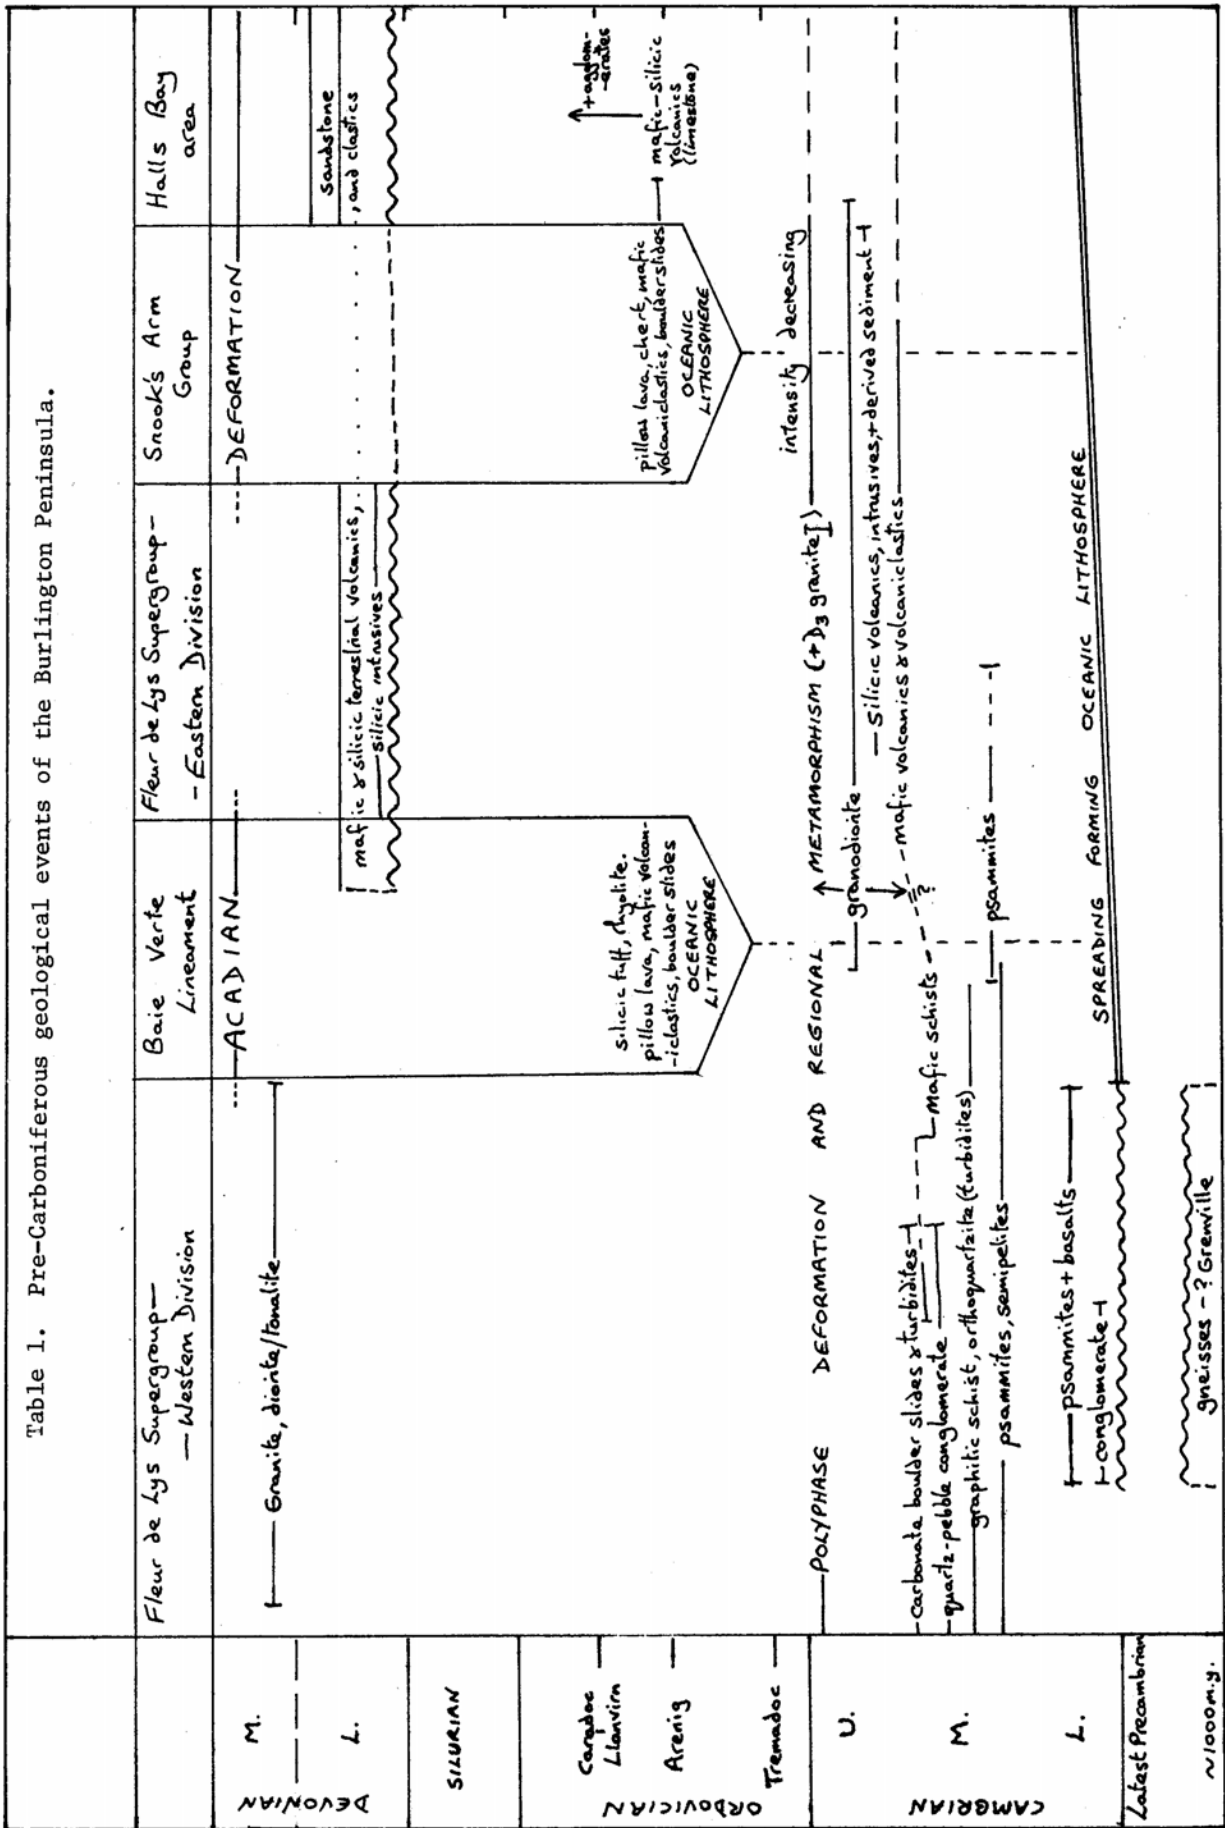 Table 1. Pre-Carboniferous geological events of the Burlington Peninsula.
Fleur de Lys Supergroup—
— Western Division
Baie Verte
Lineament
Fleur de Lys Supergroup—
- Eastern Division
Snook's Arm
Group
Halls Bay
area
DEVONIAN
M.
L.
SILURIAN
ORDOVICIAN
Caradoc
Llanvirn
Arenig
Tremadoc
CAMBRIAN
U.
M.
L.
Latest Precambrian
~1000m.y.
ACADIAN
DEFORMATION
Granite, diorite/tonalite
sandstone
mafic & silicic terrestrial volcanics, . . . . . . . . , and clastics
silicic intrusives
silicic tuff, rhyolite.
pillow lava, mafic volcan-
-iclastics, boulder slides
OCEANIC
LITHOSPHERE
pillow lava, chert, mafic
volcaniclastics, boulderslides
OCEANIC
LITHOSPHERE
+agglom-
erates
mafic-silicic
volcanics
(limestone)
POLYPHASE DEFORMATION AND REGIONAL METAMORPHISM (+D3 granite])
intensity decreasing
granodiorite
silicic volcanics, intrusives, + derived sediment
carbonate boulder slides & turbidites
mafic schists
?
mafic volcanics & volcaniclastics
quartz-pebble conglomerate
graphitic schist, orthoquartzite (turbidites)
psammites, semipelites
psammites
psammites + basalts
conglomerate
SPREADING FORMING OCEANIC LITHOSPHERE
gneisses - ? Grenville